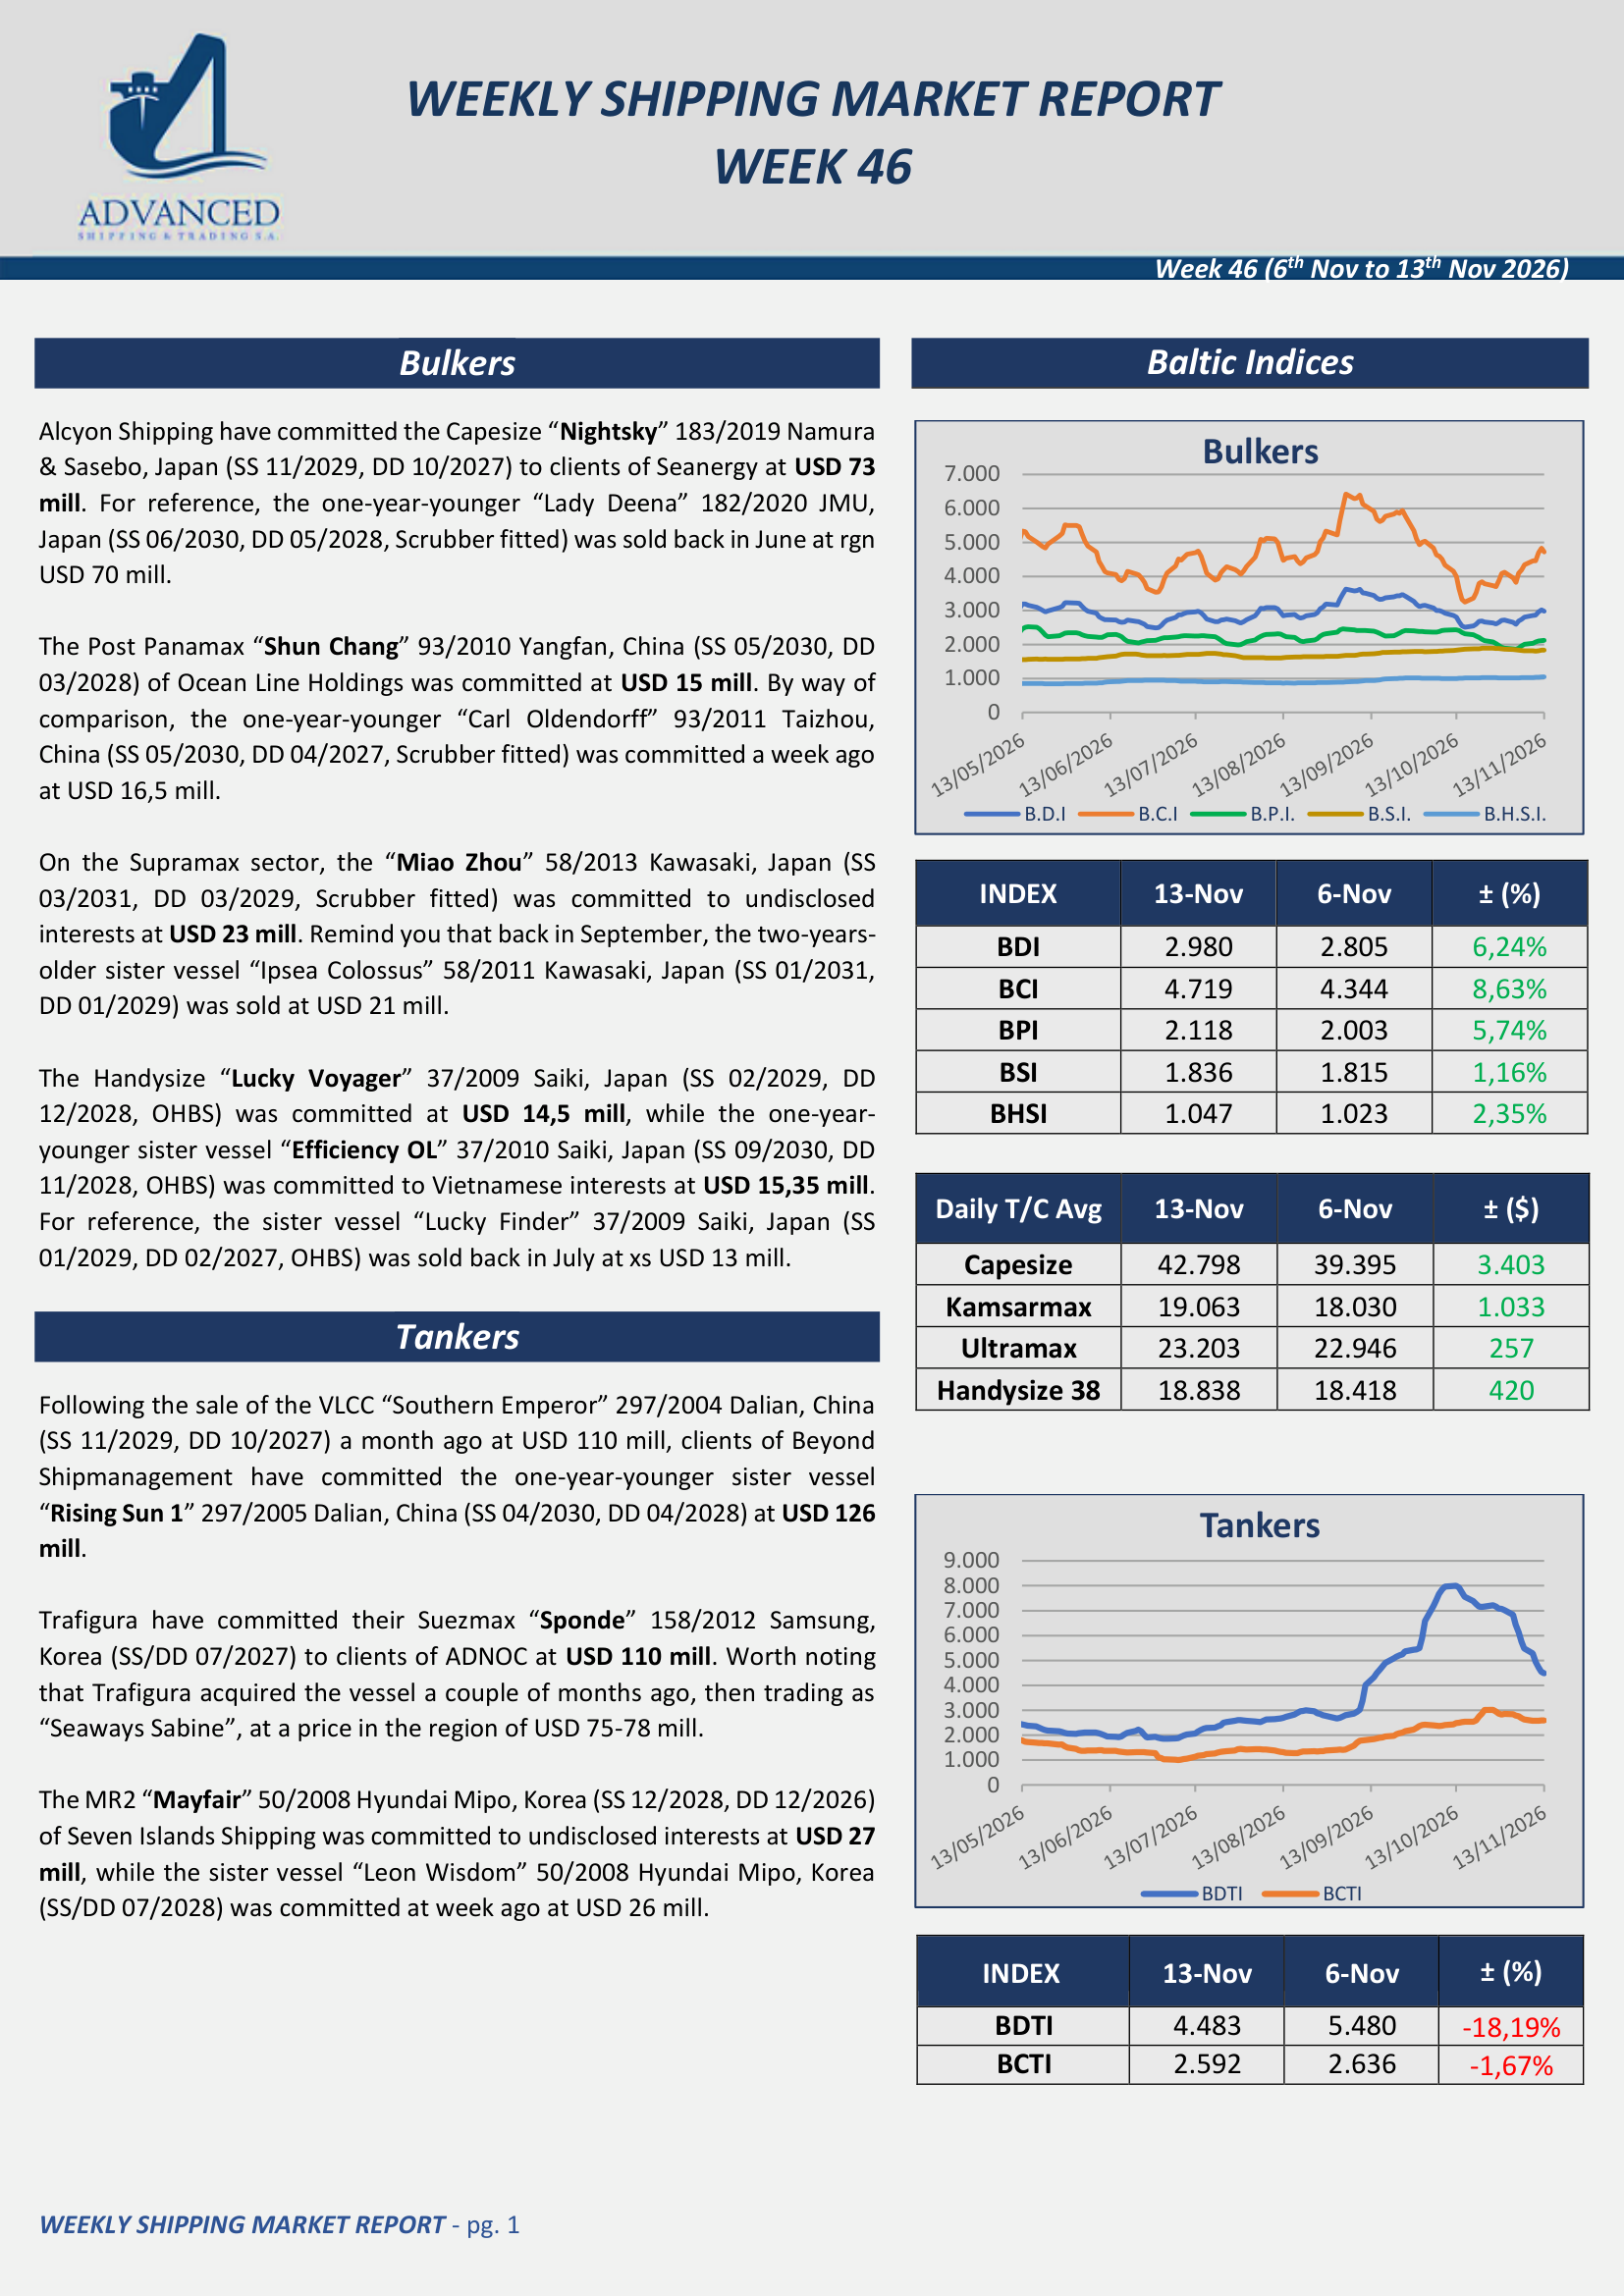 WEEKLY SHIPPING MARKET REPORT
WEEK 46
ADVANCED
SHIPPING & TRADING S.A.
Week 46 (6th Nov to 13th Nov 2026)
Bulkers
Alcyon Shipping have committed the Capesize “Nightsky” 183/2019 Namura
& Sasebo, Japan (SS 11/2029, DD 10/2027) to clients of Seanergy at USD 73
mill. For reference, the one-year-younger “Lady Deena” 182/2020 JMU,
Japan (SS 06/2030, DD 05/2028, Scrubber fitted) was sold back in June at rgn
USD 70 mill.
The Post Panamax “Shun Chang” 93/2010 Yangfan, China (SS 05/2030, DD
03/2028) of Ocean Line Holdings was committed at USD 15 mill. By way of
comparison, the one-year-younger “Carl Oldendorff” 93/2011 Taizhou,
China (SS 05/2030, DD 04/2027, Scrubber fitted) was committed a week ago
at USD 16,5 mill.
On the Supramax sector, the “Miao Zhou” 58/2013 Kawasaki, Japan (SS
03/2031, DD 03/2029, Scrubber fitted) was committed to undisclosed
interests at USD 23 mill. Remind you that back in September, the two-years-
older sister vessel “Ipsea Colossus” 58/2011 Kawasaki, Japan (SS 01/2031,
DD 01/2029) was sold at USD 21 mill.
The Handysize “Lucky Voyager” 37/2009 Saiki, Japan (SS 02/2029, DD
12/2028, OHBS) was committed at USD 14,5 mill, while the one-year-
younger sister vessel “Efficiency OL” 37/2010 Saiki, Japan (SS 09/2030, DD
11/2028, OHBS) was committed to Vietnamese interests at USD 15,35 mill.
For reference, the sister vessel “Lucky Finder” 37/2009 Saiki, Japan (SS
01/2029, DD 02/2027, OHBS) was sold back in July at xs USD 13 mill.
Tankers
Following the sale of the VLCC “Southern Emperor” 297/2004 Dalian, China
(SS 11/2029, DD 10/2027) a month ago at USD 110 mill, clients of Beyond
Shipmanagement have committed the one-year-younger sister vessel
“Rising Sun 1” 297/2005 Dalian, China (SS 04/2030, DD 04/2028) at USD 126
mill.
Trafigura have committed their Suezmax “Sponde” 158/2012 Samsung,
Korea (SS/DD 07/2027) to clients of ADNOC at USD 110 mill. Worth noting
that Trafigura acquired the vessel a couple of months ago, then trading as
“Seaways Sabine”, at a price in the region of USD 75-78 mill.
The MR2 “Mayfair” 50/2008 Hyundai Mipo, Korea (SS 12/2028, DD 12/2026)
of Seven Islands Shipping was committed to undisclosed interests at USD 27
mill, while the sister vessel “Leon Wisdom” 50/2008 Hyundai Mipo, Korea
(SS/DD 07/2028) was committed at week ago at USD 26 mill.
Baltic Indices
Bulkers
7.000
6.000
5.000
4.000
3.000
2.000
1.000
0
13/05/2026 13/06/2026 13/07/2026 13/08/2026 13/09/2026 13/10/2026 13/11/2026
B.D.I B.C.I B.P.I. B.S.I. B.H.S.I.
INDEX 13-Nov 6-Nov ± (%)
BDI 2.980 2.805 6,24%
BCI 4.719 4.344 8,63%
BPI 2.118 2.003 5,74%
BSI 1.836 1.815 1,16%
BHSI 1.047 1.023 2,35%
Daily T/C Avg 13-Nov 6-Nov ± ($)
Capesize 42.798 39.395 3.403
Kamsarmax 19.063 18.030 1.033
Ultramax 23.203 22.946 257
Handysize 38 18.838 18.418 420
Tankers
9.000
8.000
7.000
6.000
5.000
4.000
3.000
2.000
1.000
0
13/05/2026 13/06/2026 13/07/2026 13/08/2026 13/09/2026 13/10/2026 13/11/2026
BDTI BCTI
INDEX 13-Nov 6-Nov ± (%)
BDTI 4.483 5.480 -18,19%
BCTI 2.592 2.636 -1,67%
WEEKLY SHIPPING MARKET REPORT - pg. 1